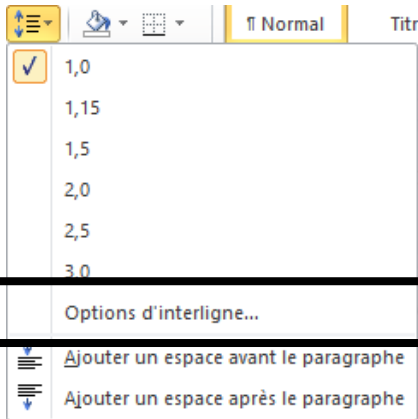 ¶ Normal Titr
1,0
1,15
1,5
2,0
2,5
3,0
Options d'interligne...
Ajouter un espace avant le paragraphe
Ajouter un espace après le paragraphe